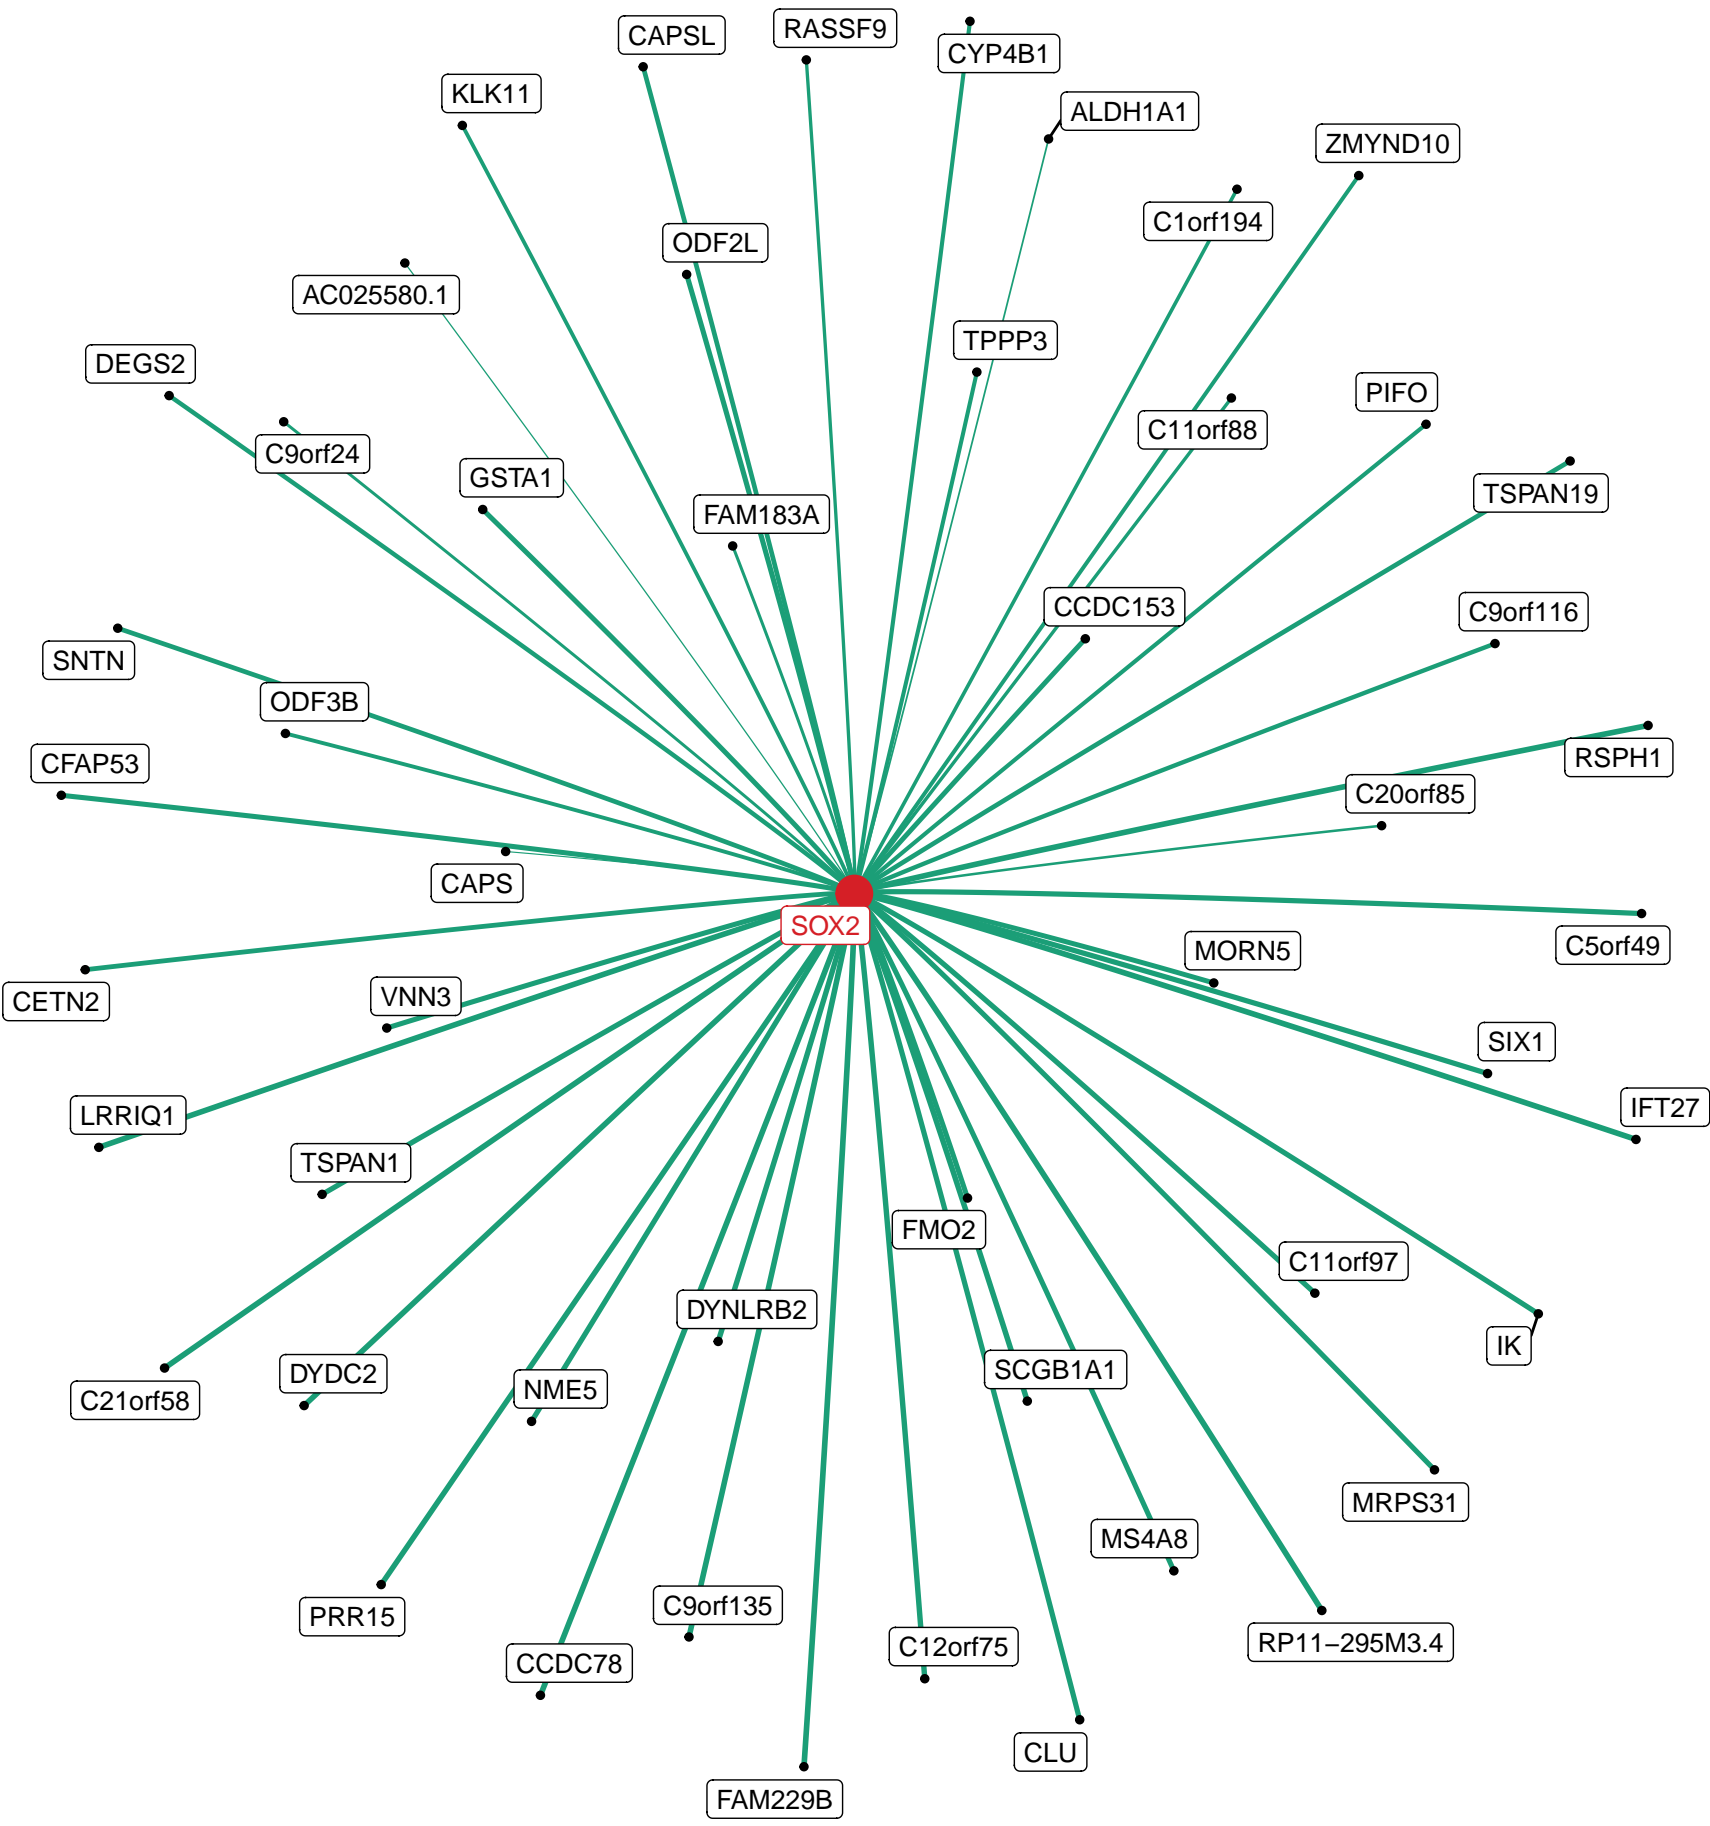 RASSF9
CAPSL
CYP4B1
KLK11
ALDH1A1
ZMYND10
C1orf194
ODF2L
AC025580.1
TPPP3
DEGS2
PIFO
C11orf88
C9orf24
GSTA1
TSPAN19
FAM183A
CCDC153
C9orf116
SNTN
ODF3B
RSPH1
CFAP53
C20orf85
CAPS
SOX2
C5orf49
MORN5
VNN3
CETN2
SIX1
IFT27
LRRIQ1
TSPAN1
FMO2
C11orf97
DYNLRB2
IK
SCGB1A1
DYDC2
NME5
C21orf58
MRPS31
MS4A8
C9orf135
PRR15
RP11−295M3.4
C12orf75
CCDC78
CLU
FAM229B